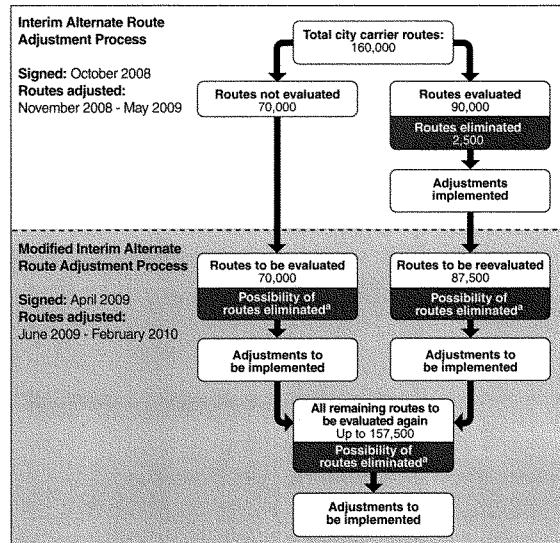 Interim Alternate Route
Adjustment Process
Signed: October 2008
Routes adjusted:
November 2008 - May 2009
Total city carrier routes:
160,000
Routes not evaluated
70,000
Routes evaluated
90,000
Routes eliminated
2,500
Adjustments
implemented
Modified Interim Alternate
Route Adjustment Process
Signed: April 2009
Routes adjusted:
June 2009 - February 2010
Routes to be evaluated
70,000
Possibility of
routes eliminatedᵃ
Routes to be reevaluated
87,500
Possibility of
routes eliminatedᵃ
Adjustments to
be implemented
Adjustments to
be implemented
All remaining routes to
be evaluated again
Up to 157,500
Possibility of
routes eliminatedᵃ
Adjustments to
be implemented